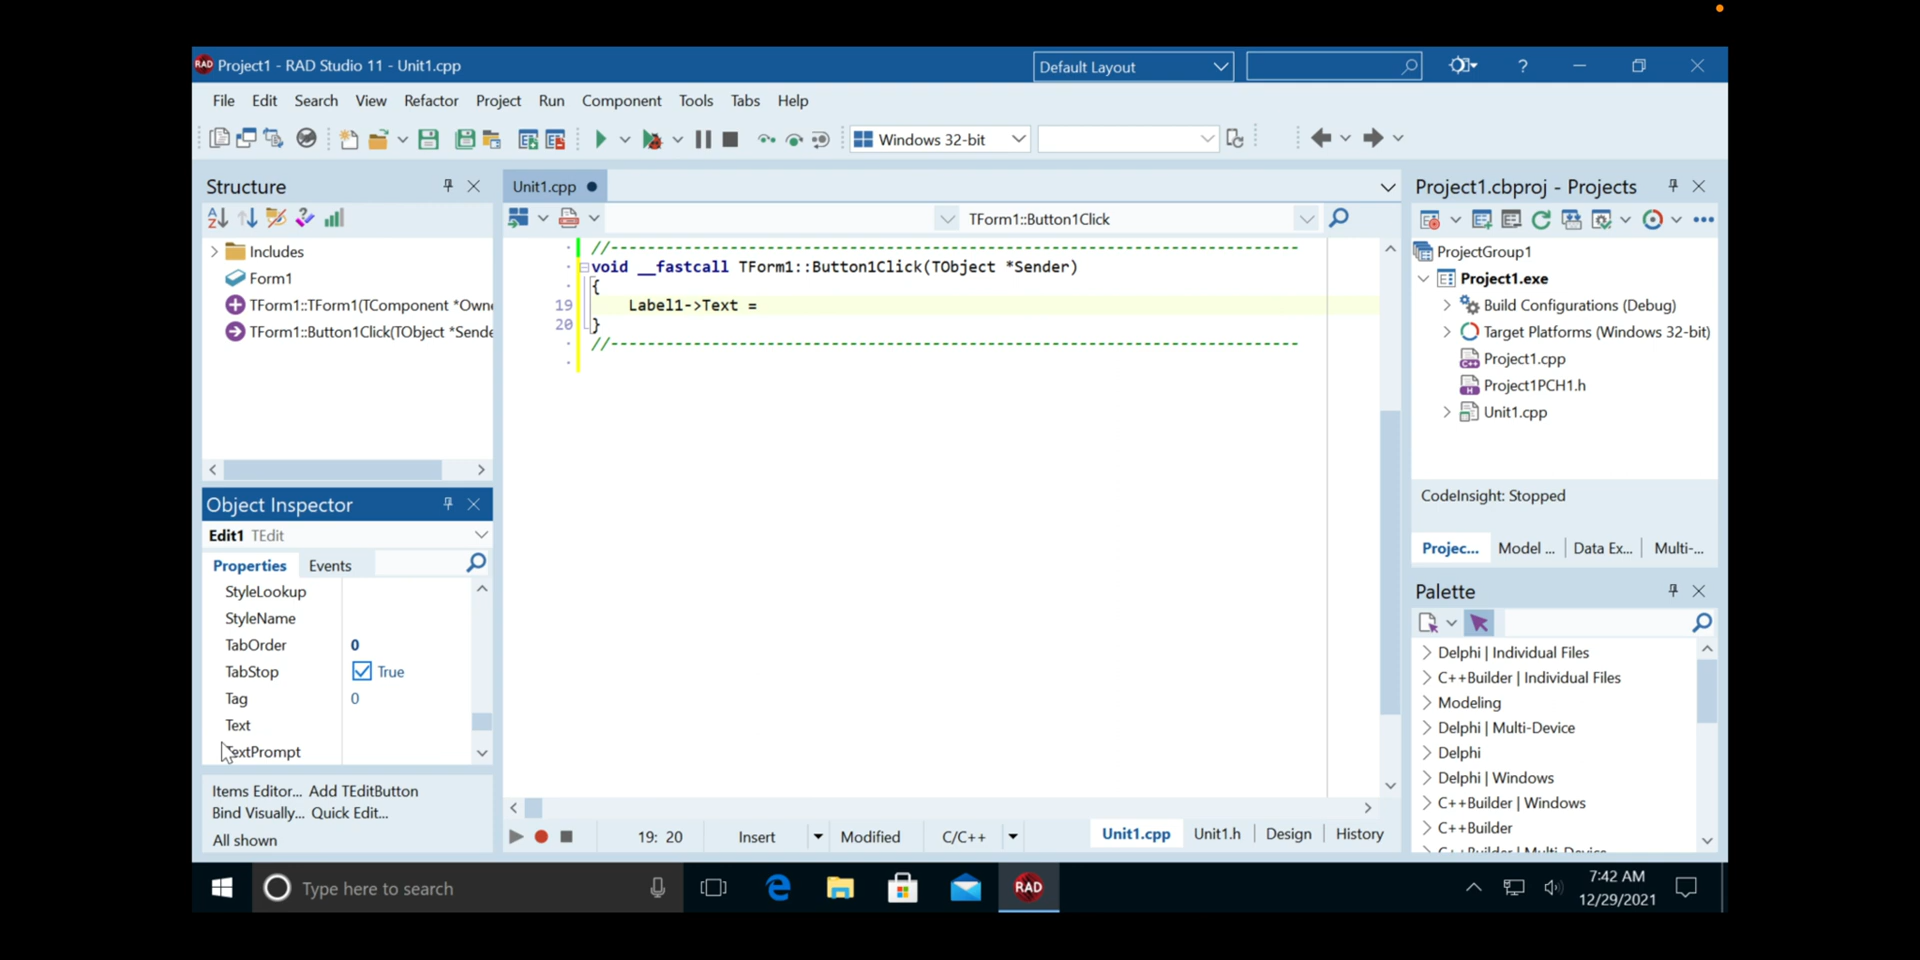 RAD Project1 - RAD Studio 11 - Unit1.cpp
Default Layout
?
File Edit Search View Refactor Project Run Component Tools Tabs Help
Windows 32-bit
Structure
Includes
Form1
TForm1::TForm1(TComponent *Own
TForm1::Button1Click(TObject *Sende
Object Inspector
Edit1 TEdit
Properties Events
StyleLookup
StyleName
TabOrder 0
TabStop True
Tag 0
Text
TextPrompt
Items Editor... Add TEditButton
Bind Visually... Quick Edit...
All shown
Unit1.cpp
TForm1::Button1Click
//---------------------------------------------------------------------------
void __fastcall TForm1::Button1Click(TObject *Sender)
{
19 Label1->Text =
20 }
//---------------------------------------------------------------------------
19: 20 Insert Modified C/C++ Unit1.cpp Unit1.h Design History
Project1.cbproj - Projects
ProjectGroup1
Project1.exe
Build Configurations (Debug)
Target Platforms (Windows 32-bit)
Project1.cpp
Project1PCH1.h
Unit1.cpp
CodeInsight: Stopped
Projec... Model ... Data Ex... Multi-...
Palette
Delphi | Individual Files
C++Builder | Individual Files
Modeling
Delphi | Multi-Device
Delphi
Delphi | Windows
C++Builder | Windows
C++Builder
C++Builder | Multi-Device
Type here to search
RAD
7:42 AM
12/29/2021